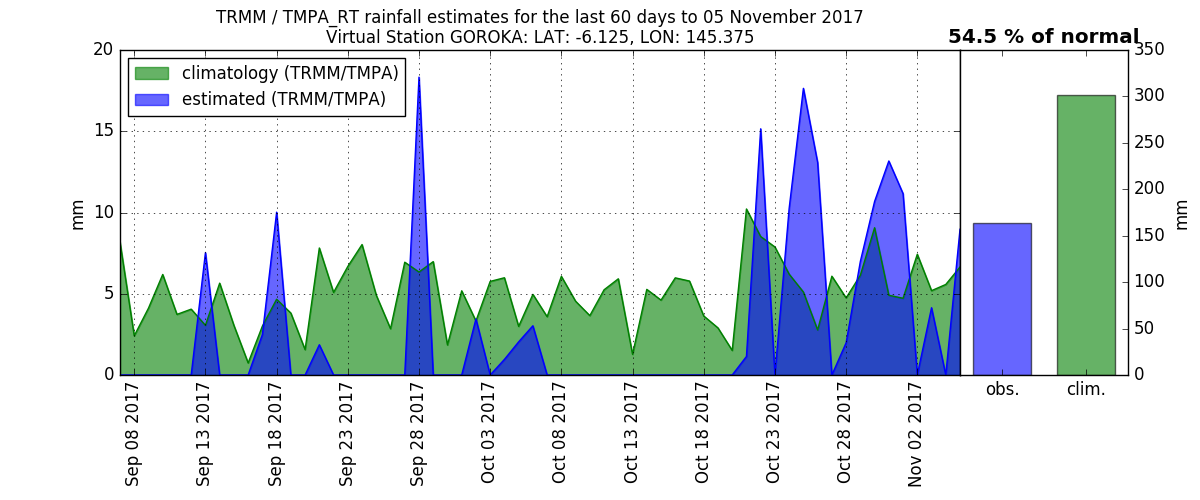 TRMM / TMPA_RT rainfall estimates for the last 60 days to 05 November 2017
Virtual Station GOROKA: LAT: -6.125, LON: 145.375
54.5 % of normal
climatology (TRMM/TMPA)
estimated (TRMM/TMPA)
20
15
10
5
0
mm
Sep 08 2017
Sep 13 2017
Sep 18 2017
Sep 23 2017
Sep 28 2017
Oct 03 2017
Oct 08 2017
Oct 13 2017
Oct 18 2017
Oct 23 2017
Oct 28 2017
Nov 02 2017
obs.
clim.
350
300
250
200
150
100
50
0
mm